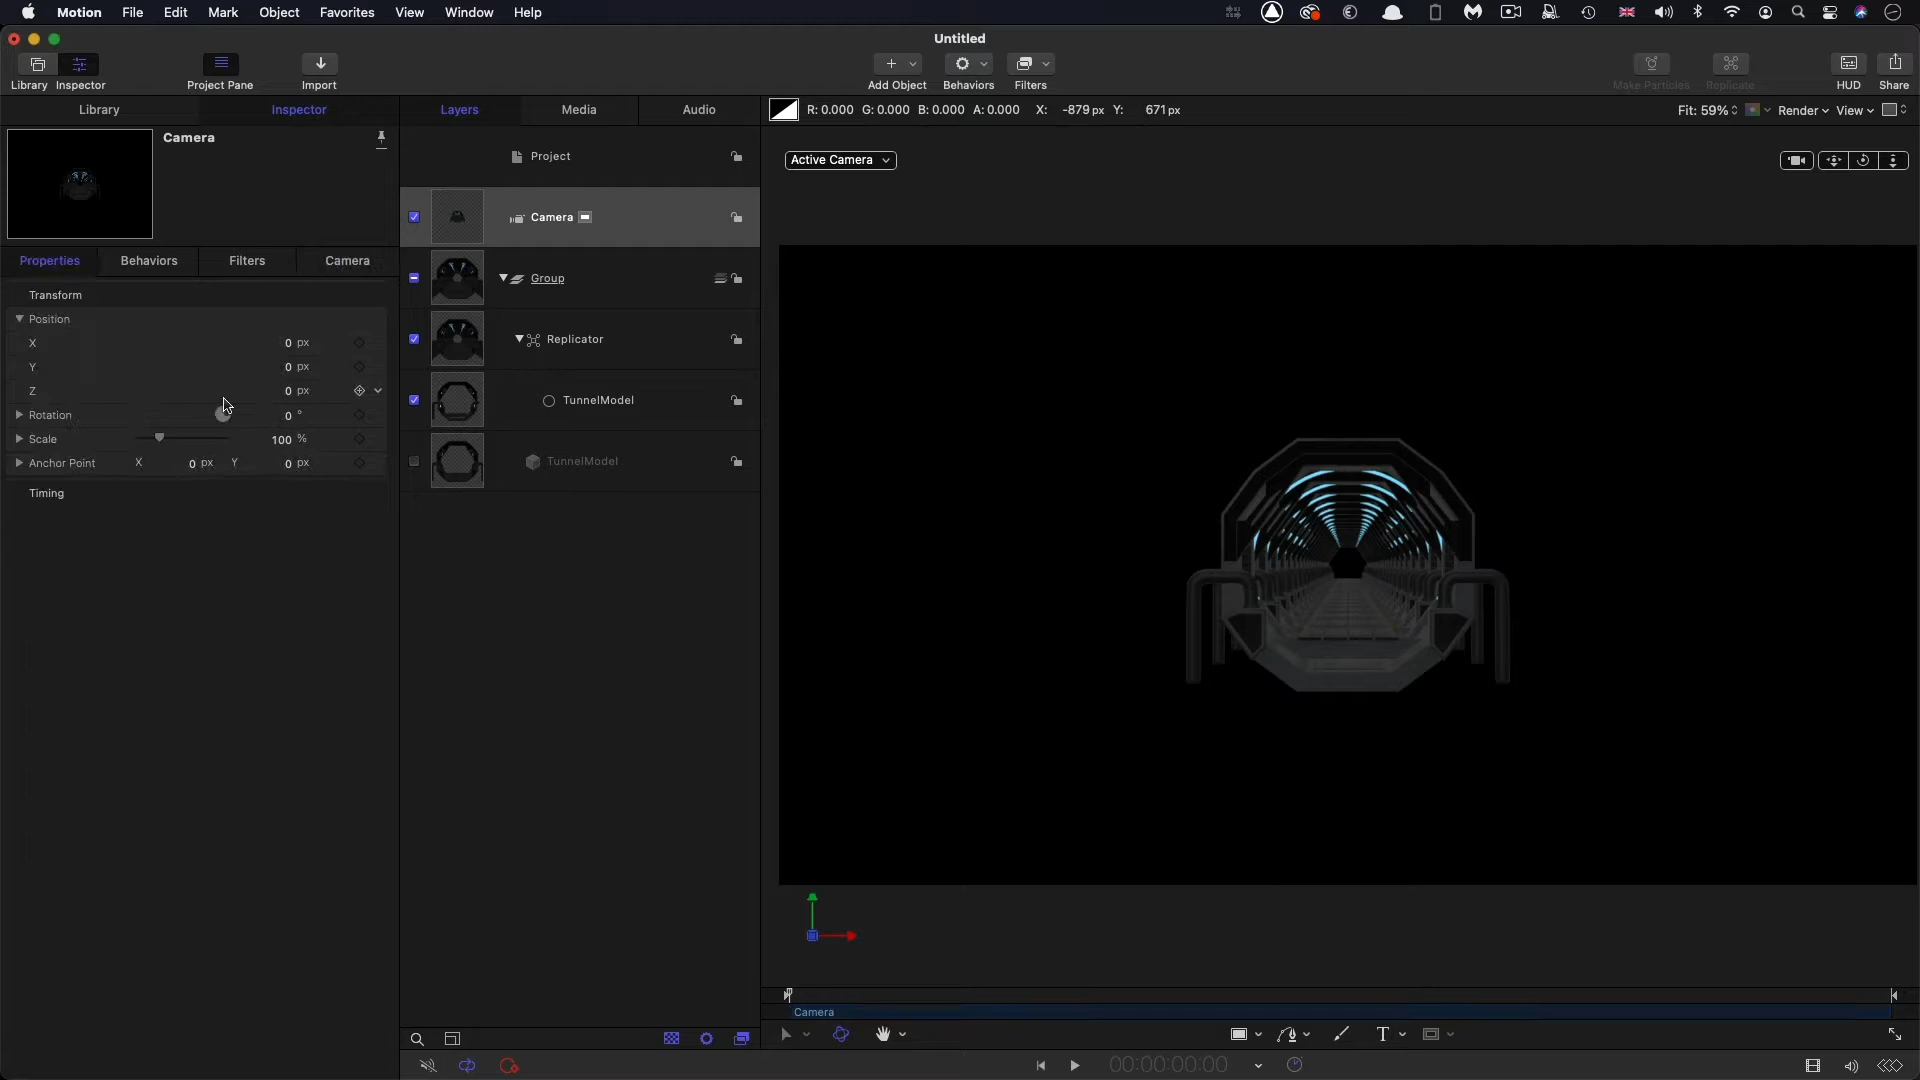 Motion File Edit Mark Object Favorites View Window Help
Untitled
Library Inspector Project Pane Import Add Object Behaviors Filters Make Particles Replicate HUD Share
Library Inspector Layers Media Audio R: 0.000 G: 0.000 B: 0.000 A: 0.000 X: -879 px Y: 671 px Fit: 59% Render View
Camera
Project
Active Camera
Camera
Properties Behaviors Filters Camera
Group
Transform
Position
X 0 px
Y 0 px
Z 0 px
Rotation 0 °
Scale 100 %
Anchor Point X 0 px Y 0 px
Timing
Replicator
TunnelModel
TunnelModel
Camera
T
00:00:00:00